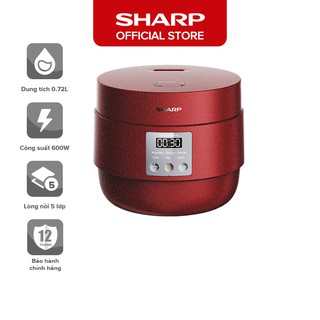 SHARP
OFFICIAL STORE
Dung tích 0.72L
SHARP
00:30
Công suất 600W
5
Lòng nồi 5 lớp
12
Bảo hành
chính hãng